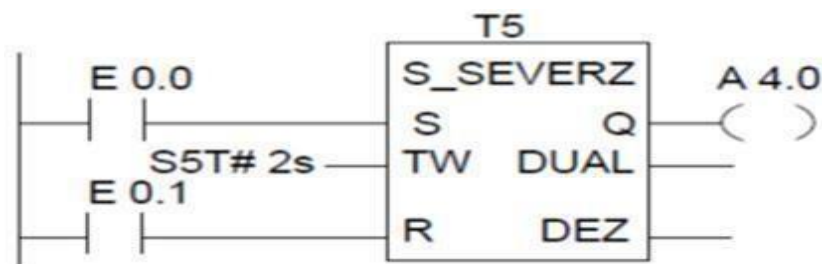 T5
E 0.0
S_SEVERZ
A 4.0
S
Q
S5T# 2s
TW
DUAL
E 0.1
R
DEZ